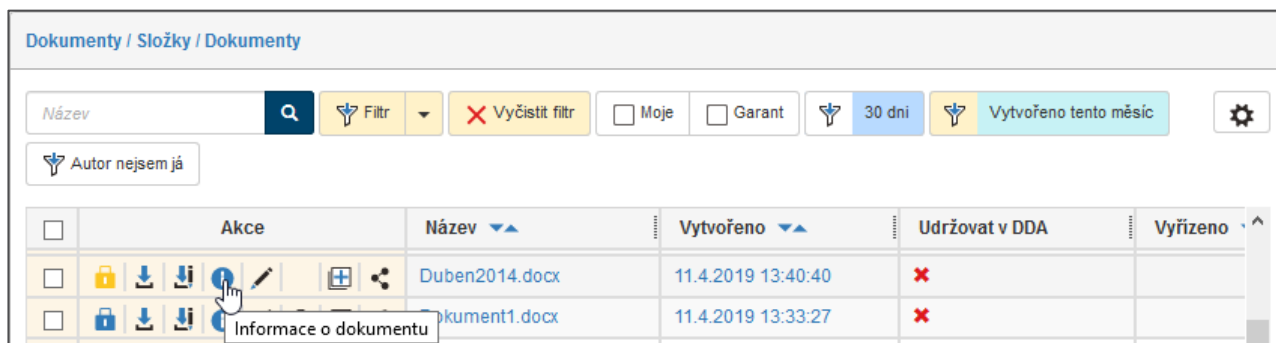 Dokumenty / Složky / Dokumenty
Název Filtr Vyčistit filtr Moje Garant 30 dni Vytvořeno tento měsíc
Autor nejsem já
Akce Název Vytvořeno Udržovat v DDA Vyřízeno
Duben2014.docx 11.4.2019 13:40:40
Informace o dokumentu okument1.docx 11.4.2019 13:33:27